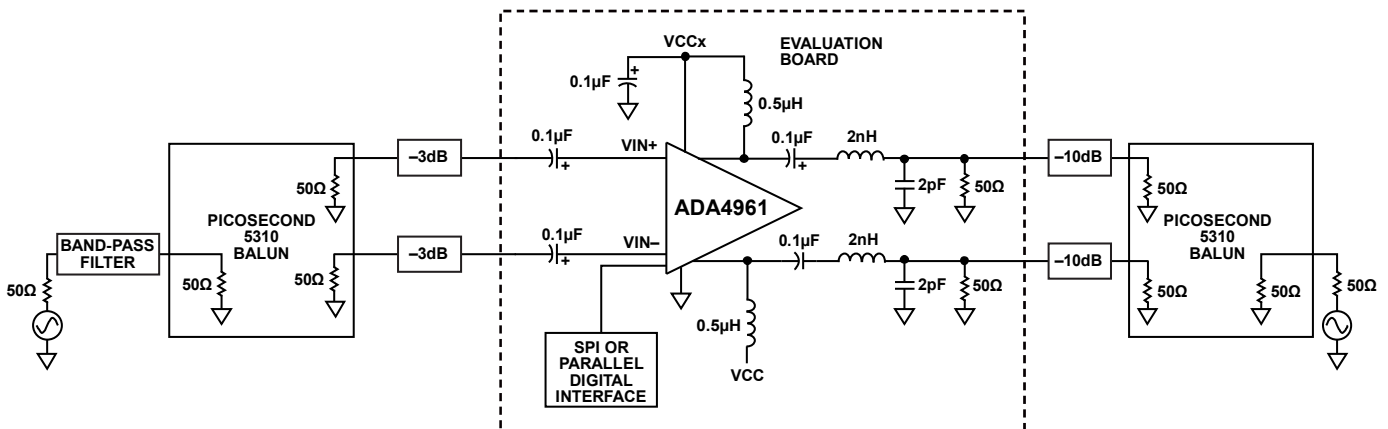 VCCx
EVALUATION
BOARD
0.1µF
+
0.5µH
0.1µF
+
2nH
0.1µF
+
VIN+
–3dB
–10dB
50Ω
2pF
50Ω
50Ω
PICOSECOND
5310
BALUN
ADA4961
PICOSECOND
5310
BALUN
BAND-PASS
FILTER
50Ω
50Ω
50Ω
–3dB
0.1µF
+
VIN–
0.1µF
2nH
–10dB
2pF
50Ω
50Ω
50Ω
50Ω
0.5µH
VCC
SPI OR
PARALLEL
DIGITAL
INTERFACE